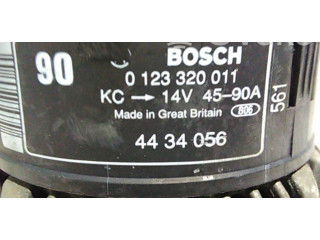 BOSCH
90
0 123 320 011
KC → 14V 45-90A
Made in Great Britain 806
561
44 34 056